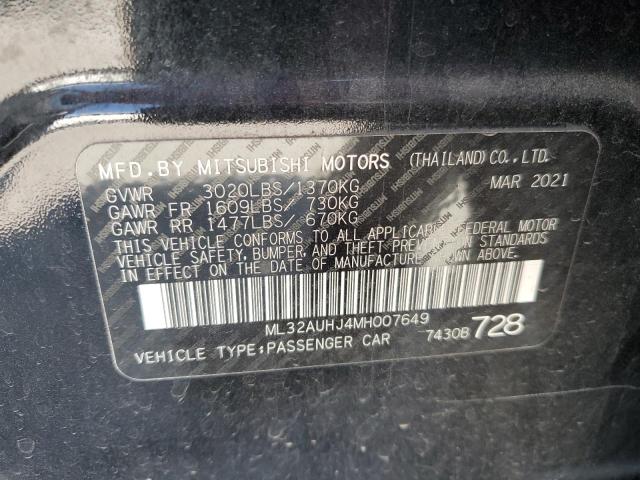 MFD.BY MITSUBISHI MOTORS (THAILAND)CO.,LTD.
GVWR 3020LBS/1370KG MAR 2021
GAWR FR 1609LBS/ 730KG
GAWR RR 1477LBS/ 670KG
THIS VEHICLE CONFORMS TO ALL APPLICABLE FEDERAL MOTOR
VEHICLE SAFETY, BUMPER, AND THEFT PREVENTION STANDARDS
IN EFFECT ON THE DATE OF MANUFACTURE SHOWN ABOVE.
ML32AUHJ4MH007649
VEHICLE TYPE:PASSENGER CAR 7430B 728